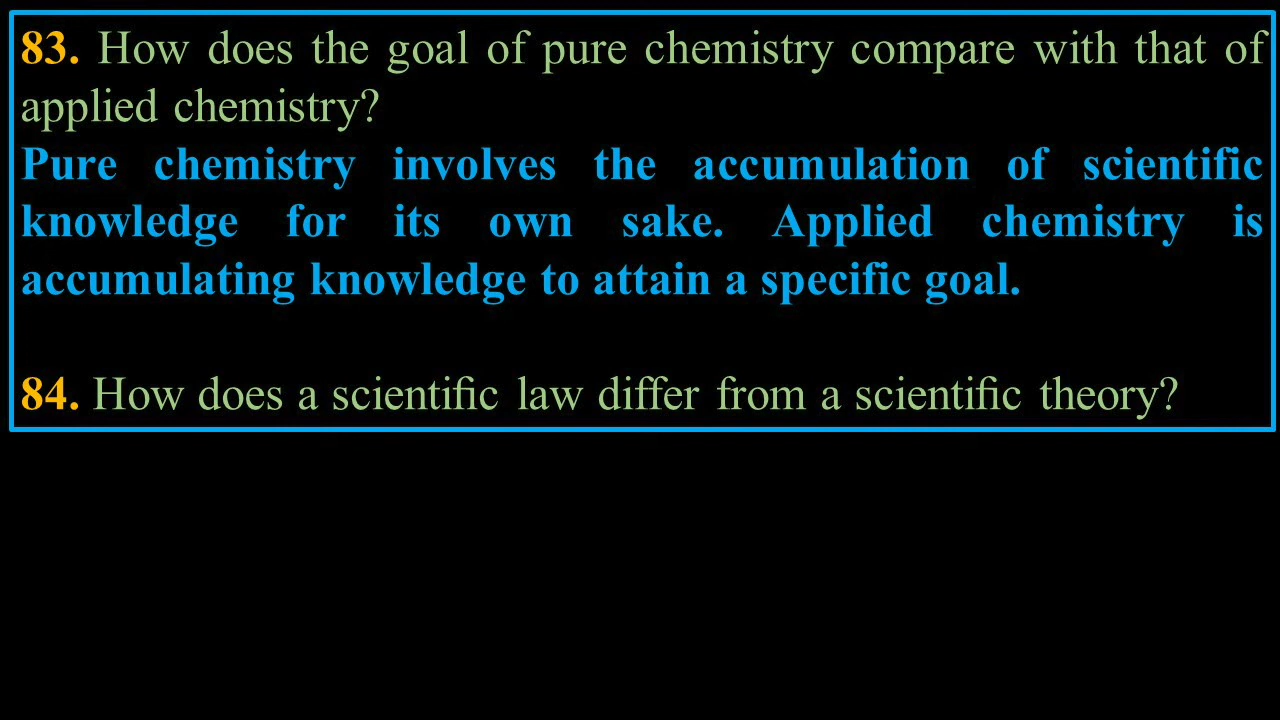 83. How does the goal of pure chemistry compare with that of
applied chemistry?
Pure chemistry involves the accumulation of scientific
knowledge for its own sake. Applied chemistry is
accumulating knowledge to attain a specific goal.
84. How does a scientific law differ from a scientific theory?